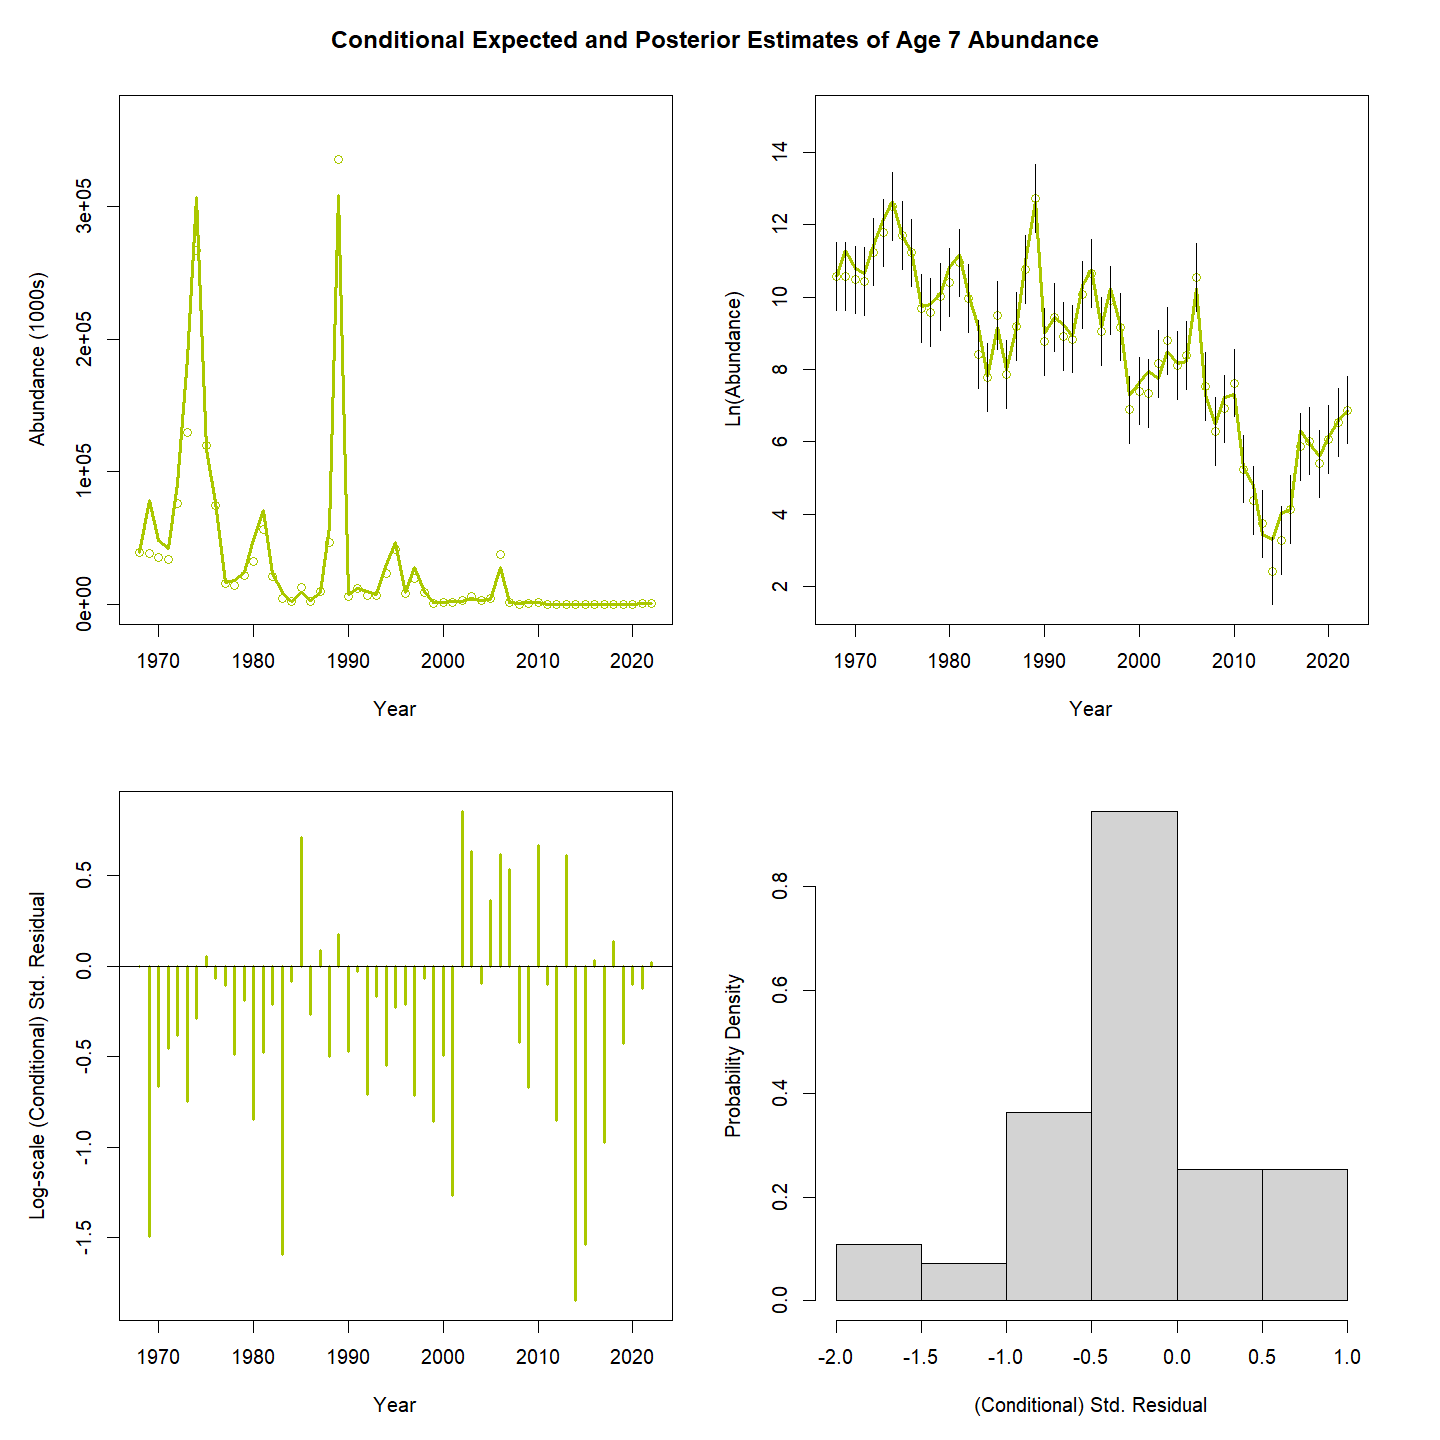 Conditional Expected and Posterior Estimates of Age 7 Abundance
Abundance (1000s)
0e+00 1e+05 2e+05 3e+05
1970 1980 1990 2000 2010 2020
Year
Ln(Abundance)
2 4 6 8 10 12 14
1970 1980 1990 2000 2010 2020
Year
Log-scale (Conditional) Std. Residual
-1.5 -1.0 -0.5 0.0 0.5
1970 1980 1990 2000 2010 2020
Year
Probability Density
0.0 0.2 0.4 0.6 0.8
-2.0 -1.5 -1.0 -0.5 0.0 0.5 1.0
(Conditional) Std. Residual